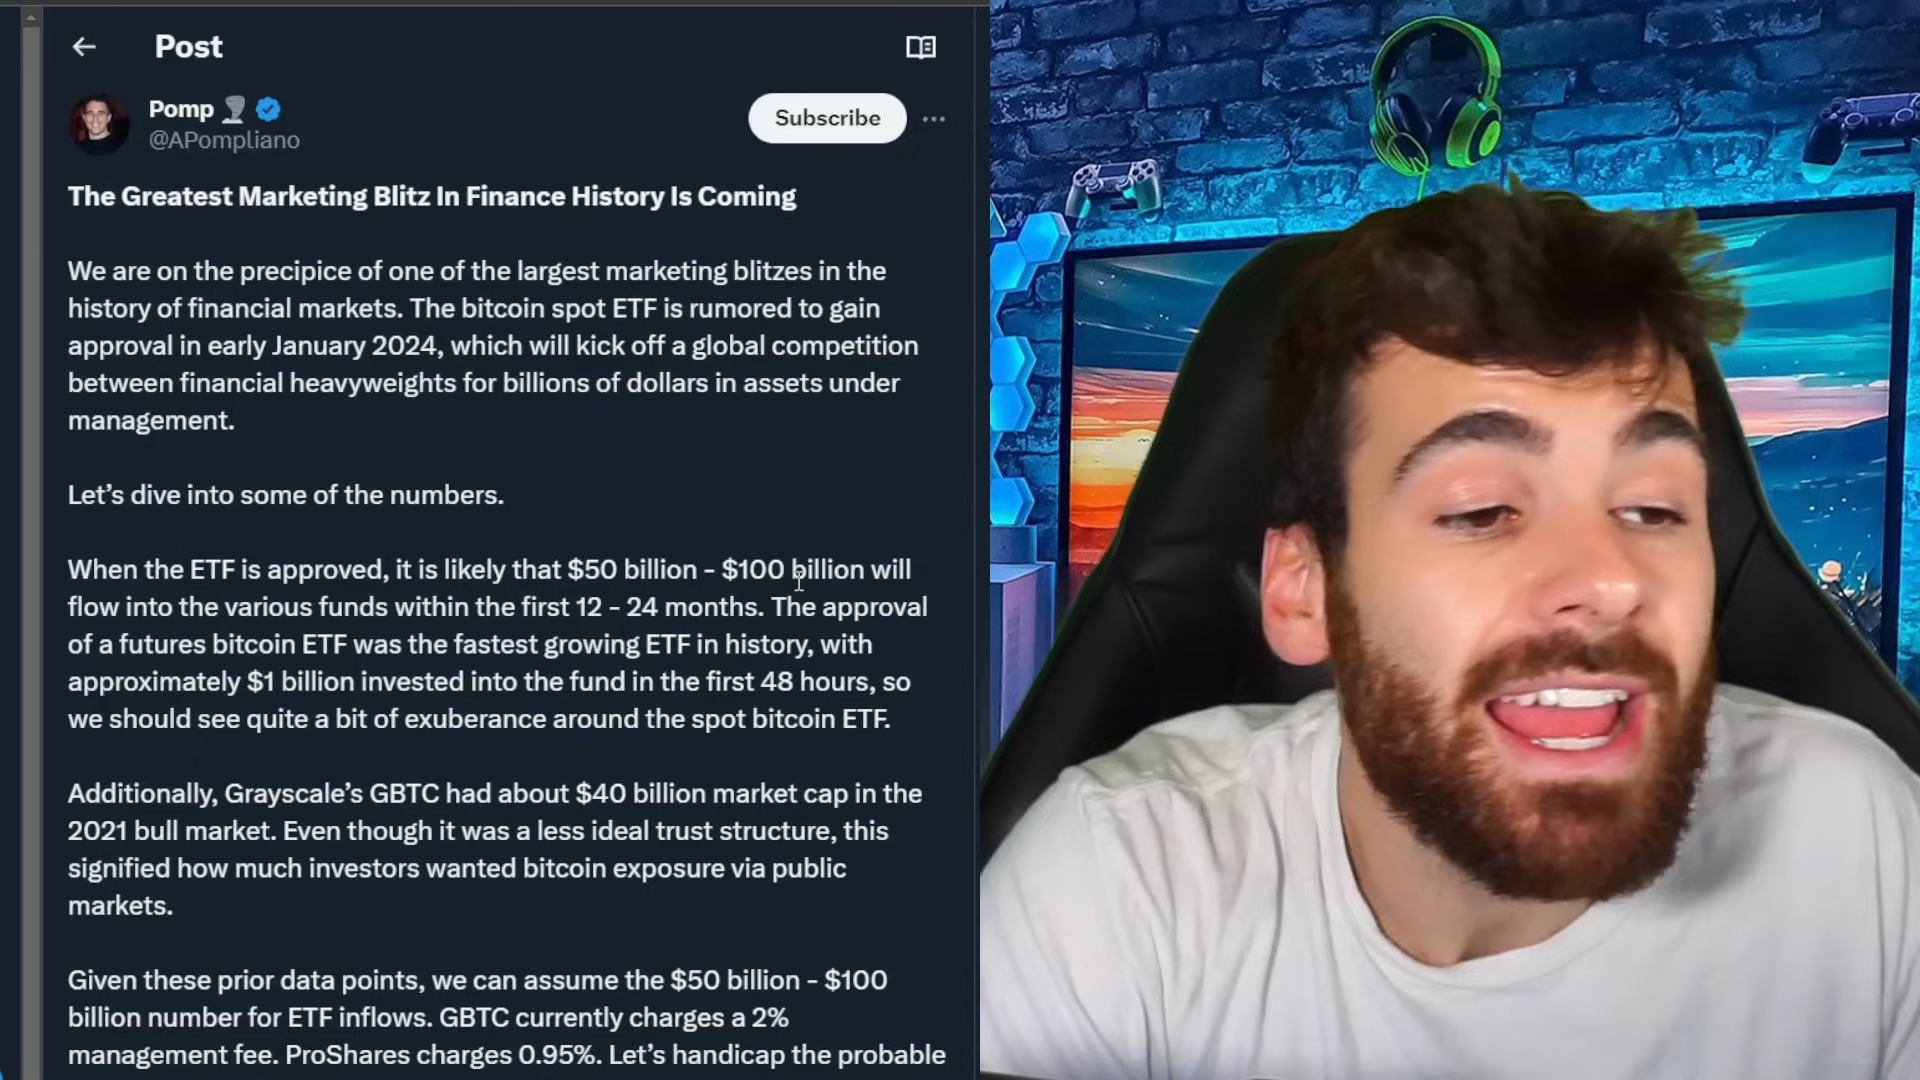 Post
Pomp
Subscribe
@APompliano
The Greatest Marketing Blitz In Finance History Is Coming
We are on the precipice of one of the largest marketing blitzes in the
history of financial markets. The bitcoin spot ETF is rumored to gain
approval in early January 2024, which will kick off a global competition
between financial heavyweights for billions of dollars in assets under
management.
Let’s dive into some of the numbers.
When the ETF is approved, it is likely that $50 billion - $100 billion will
flow into the various funds within the first 12 - 24 months. The approval
of a futures bitcoin ETF was the fastest growing ETF in history, with
approximately $1 billion invested into the fund in the first 48 hours, so
we should see quite a bit of exuberance around the spot bitcoin ETF.
Additionally, Grayscale’s GBTC had about $40 billion market cap in the
2021 bull market. Even though it was a less ideal trust structure, this
signified how much investors wanted bitcoin exposure via public
markets.
Given these prior data points, we can assume the $50 billion - $100
billion number for ETF inflows. GBTC currently charges a 2%
management fee. ProShares charges 0.95%. Let’s handicap the probable